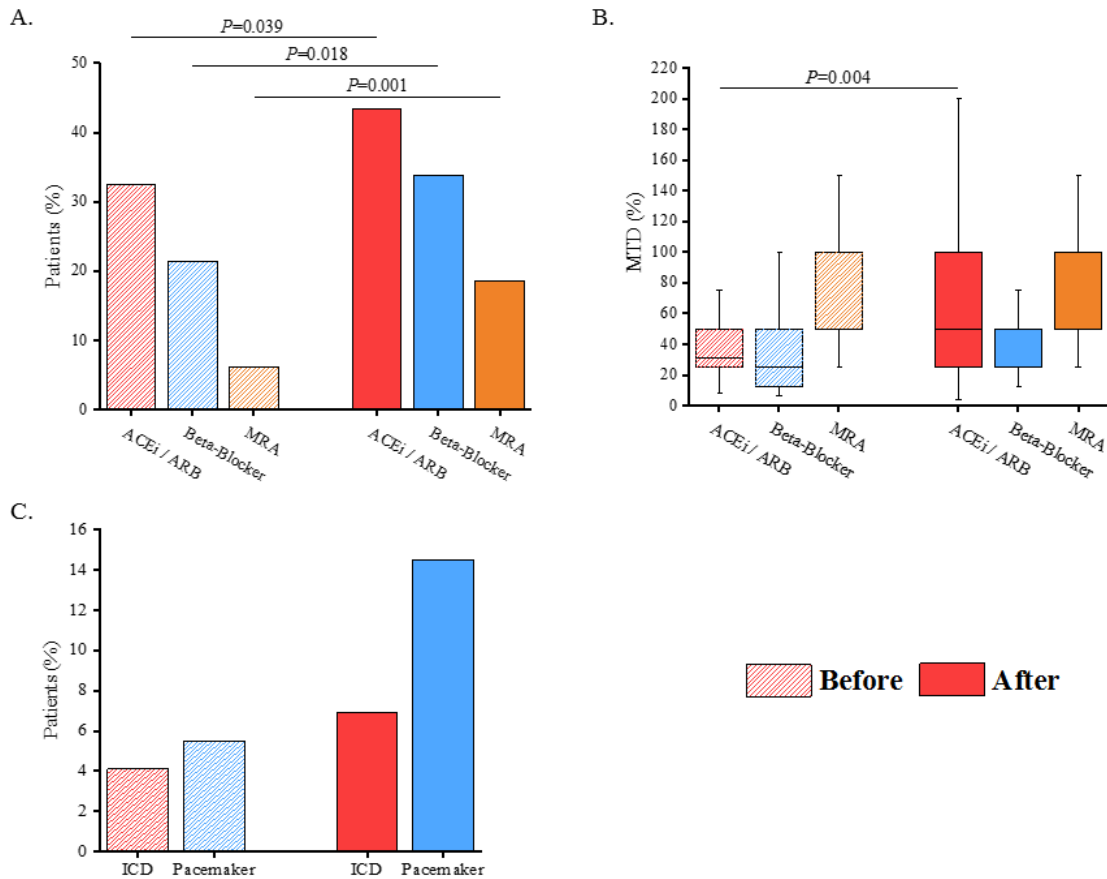 A.
P=0.039
P=0.018
P=0.001
50
40
30
20
10
0
Patients (%)
ACEi / ARB
Beta-Blocker
MRA
ACEi / ARB
Beta-Blocker
MRA
B.
P=0.004
220
200
180
160
140
120
100
80
60
40
20
0
MTD (%)
ACEi / ARB
Beta-Blocker
MRA
ACEi / ARB
Beta-Blocker
MRA
C.
16
14
12
10
8
6
4
2
0
Patients (%)
ICD Pacemaker
ICD Pacemaker
Before After